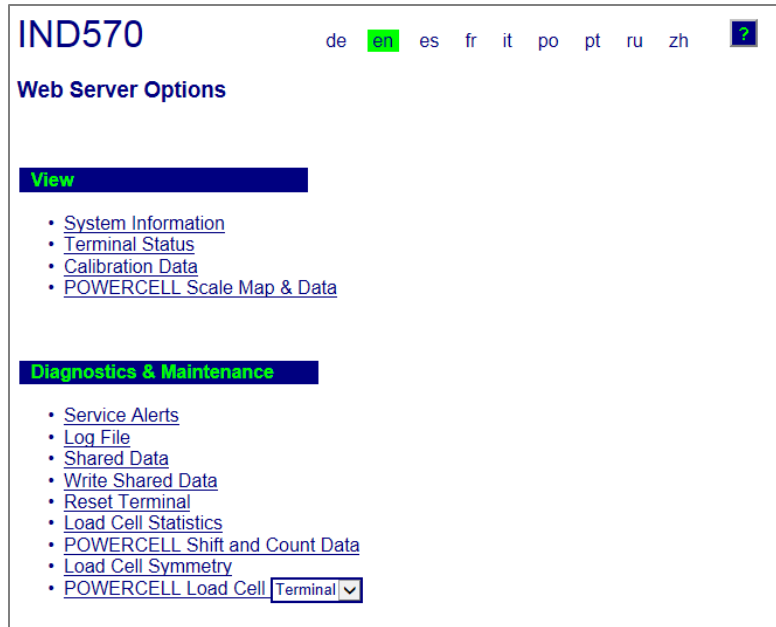 IND570 de en es fr it po pt ru zh ?
Web Server Options
View
• System Information
• Terminal Status
• Calibration Data
• POWERCELL Scale Map & Data
Diagnostics & Maintenance
• Service Alerts
• Log File
• Shared Data
• Write Shared Data
• Reset Terminal
• Load Cell Statistics
• POWERCELL Shift and Count Data
• Load Cell Symmetry
• POWERCELL Load Cell Terminal